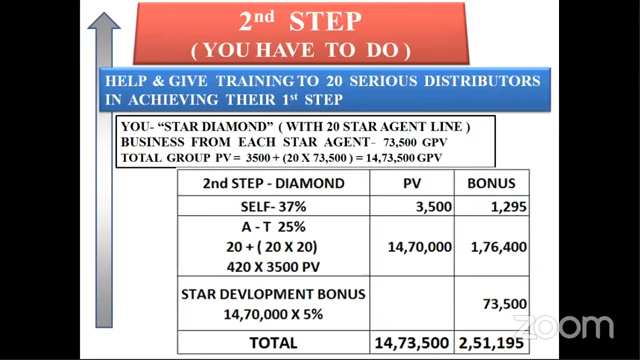 2nd STEP
( YOU HAVE TO DO )
HELP & GIVE TRAINING TO 20 SERIOUS DISTRIBUTORS
IN ACHIEVING THEIR 1st STEP
YOU- “STAR DIAMOND” ( WITH 20 STAR AGENT LINE )
BUSINESS FROM EACH STAR AGENT- 73,500 GPV
TOTAL GROUP PV= 3500 + (20 X 73,500 ) = 14,73,500 GPV
2nd STEP - DIAMOND PV BONUS
SELF- 37% 3,500 1,295
A - T 25%
20 + ( 20 X 20)
420 X 3500 PV 14,70,000 1,76,400
STAR DEVLOPMENT BONUS
14,70,000 X 5% 73,500
TOTAL 14,73,500 2,51,195
zoom